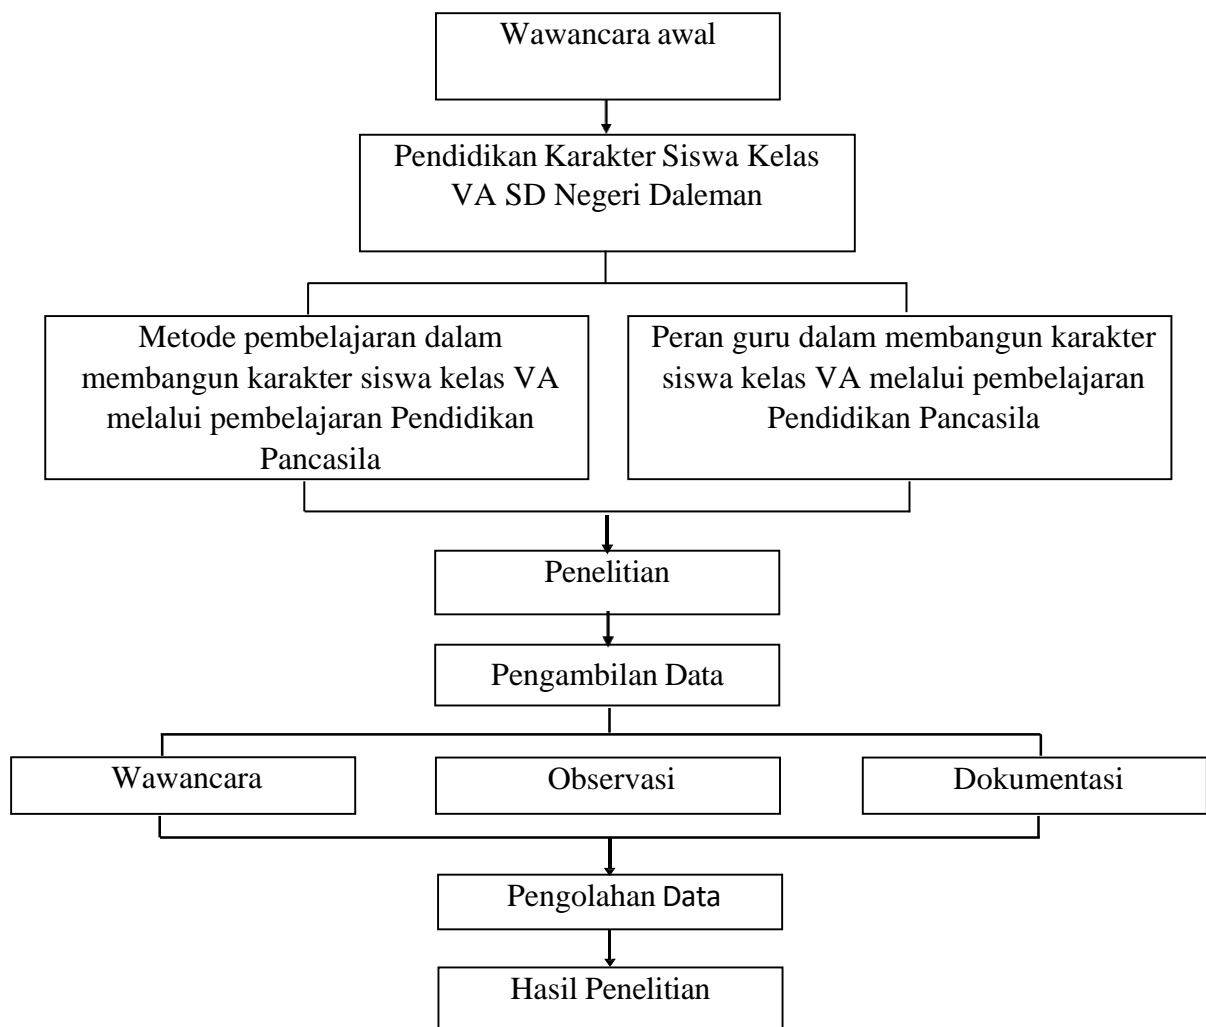 Wawancara awal
Pendidikan Karakter Siswa Kelas
VA SD Negeri Daleman
Metode pembelajaran dalam
membangun karakter siswa kelas VA
melalui pembelajaran Pendidikan
Pancasila
Peran guru dalam membangun karakter
siswa kelas VA melalui pembelajaran
Pendidikan Pancasila
Penelitian
Pengambilan Data
Wawancara
Observasi
Dokumentasi
Pengolahan Data
Hasil Penelitian